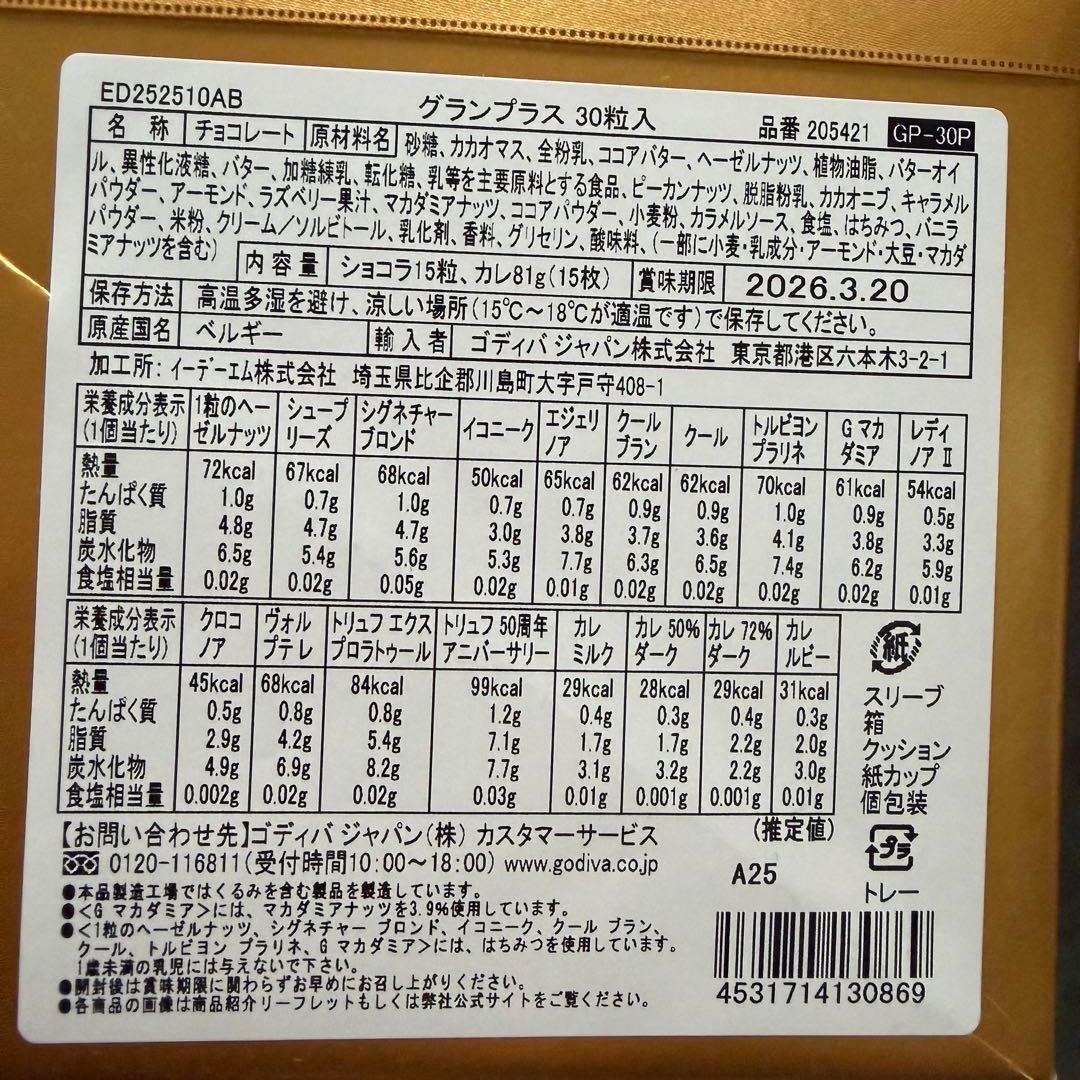 ED252510AB
グランプラス 30粒入
品番 205421 GP-30P
名 称 チョコレート 原材料名 砂糖、カカオマス、全粉乳、ココアバター、ヘーゼルナッツ、植物油脂、バターオイ
ル、異性化液糖、バター、加糖練乳、転化糖、乳等を主要原料とする食品、ピーカンナッツ、脱脂粉乳、カカオニブ、キャラメル
パウダー、アーモンド、ラズベリー果汁、マカダミアナッツ、ココアパウダー、小麦粉、カラメルソース、食塩、はちみつ、バニラ
パウダー、米粉、クリーム／ソルビトール、乳化剤、香料、グリセリン、酸味料、(一部に小麦・乳成分・アーモンド・大豆・マカダ
ミアナッツを含む) 内容量 ショコラ15粒、カレ81g(15枚) 賞味期限 2026.3.20
保存方法 高温多湿を避け、涼しい場所(15℃～18℃が適温です)で保存してください。
原産国名 ベルギー 輸入者 ゴディバ ジャパン株式会社 東京都港区六本木3-2-1
加工所: イーデーエム株式会社 埼玉県比企郡川島町大字戸守408-1
栄養成分表示 1粒のヘー シュープ シグネチャー イコニーク エジェリ クール クール トルビヨン G マカ レディ
(1個当たり) ゼルナッツ リーズ ブロンド ノア ブラン プラリネ ダミア ノア Ⅱ
熱量 72kcal 67kcal 68kcal 50kcal 65kcal 62kcal 62kcal 70kcal 61kcal 54kcal
たんぱく質 1.0g 0.7g 1.0g 0.7g 0.7g 0.9g 0.9g 1.0g 0.9g 0.5g
脂質 4.8g 4.7g 4.7g 3.0g 3.8g 3.7g 3.6g 4.1g 3.8g 3.3g
炭水化物 6.5g 5.4g 5.6g 5.3g 7.7g 6.3g 6.5g 7.4g 6.2g 5.9g
食塩相当量 0.02g 0.02g 0.05g 0.02g 0.01g 0.02g 0.02g 0.02g 0.02g 0.01g
栄養成分表示 クロコ ヴォル トリュフ エクス トリュフ 50周年 カレ カレ 50% カレ 72% カレ
(1個当たり) ノア プテ レ プロラトゥール アニバーサリー ミルク ダーク ダーク ルビー
熱量 45kcal 68kcal 84kcal 99kcal 29kcal 28kcal 29kcal 31kcal
たんぱく質 0.5g 0.8g 0.8g 1.2g 0.4g 0.3g 0.4g 0.3g
脂質 2.9g 4.2g 5.4g 7.1g 1.7g 1.7g 2.2g 2.0g
炭水化物 4.9g 6.9g 8.2g 7.7g 3.1g 3.2g 2.2g 3.0g
食塩相当量 0.002g 0.02g 0.02g 0.03g 0.01g 0.001g 0.001g 0.01g
(推定値)
紙
スリーブ
箱
クッション
紙カップ
個包装
プラ
トレー
【お問い合わせ先】ゴディバ ジャパン(株) カスタマーサービス
0120-116811(受付時間10:00～18:00) www.godiva.co.jp
A25
●本品製造工場ではくるみを含む製品を製造しています。
●<G マカダミア>には、マカダミアナッツを3.9%使用しています。
●<1粒のヘーゼルナッツ、シグネチャー ブロンド、イコニーク、クール ブラン、
クール、トルビヨン プラリネ、G マカダミア>には、はちみつを使用しています。
1歳未満の乳児には与えないで下さい。
●開封後は賞味期限に関わらずお早めにお召し上がりください。
●各商品の画像は商品紹介リーフレットもしくは弊社公式サイトをご覧ください。
4531714130869